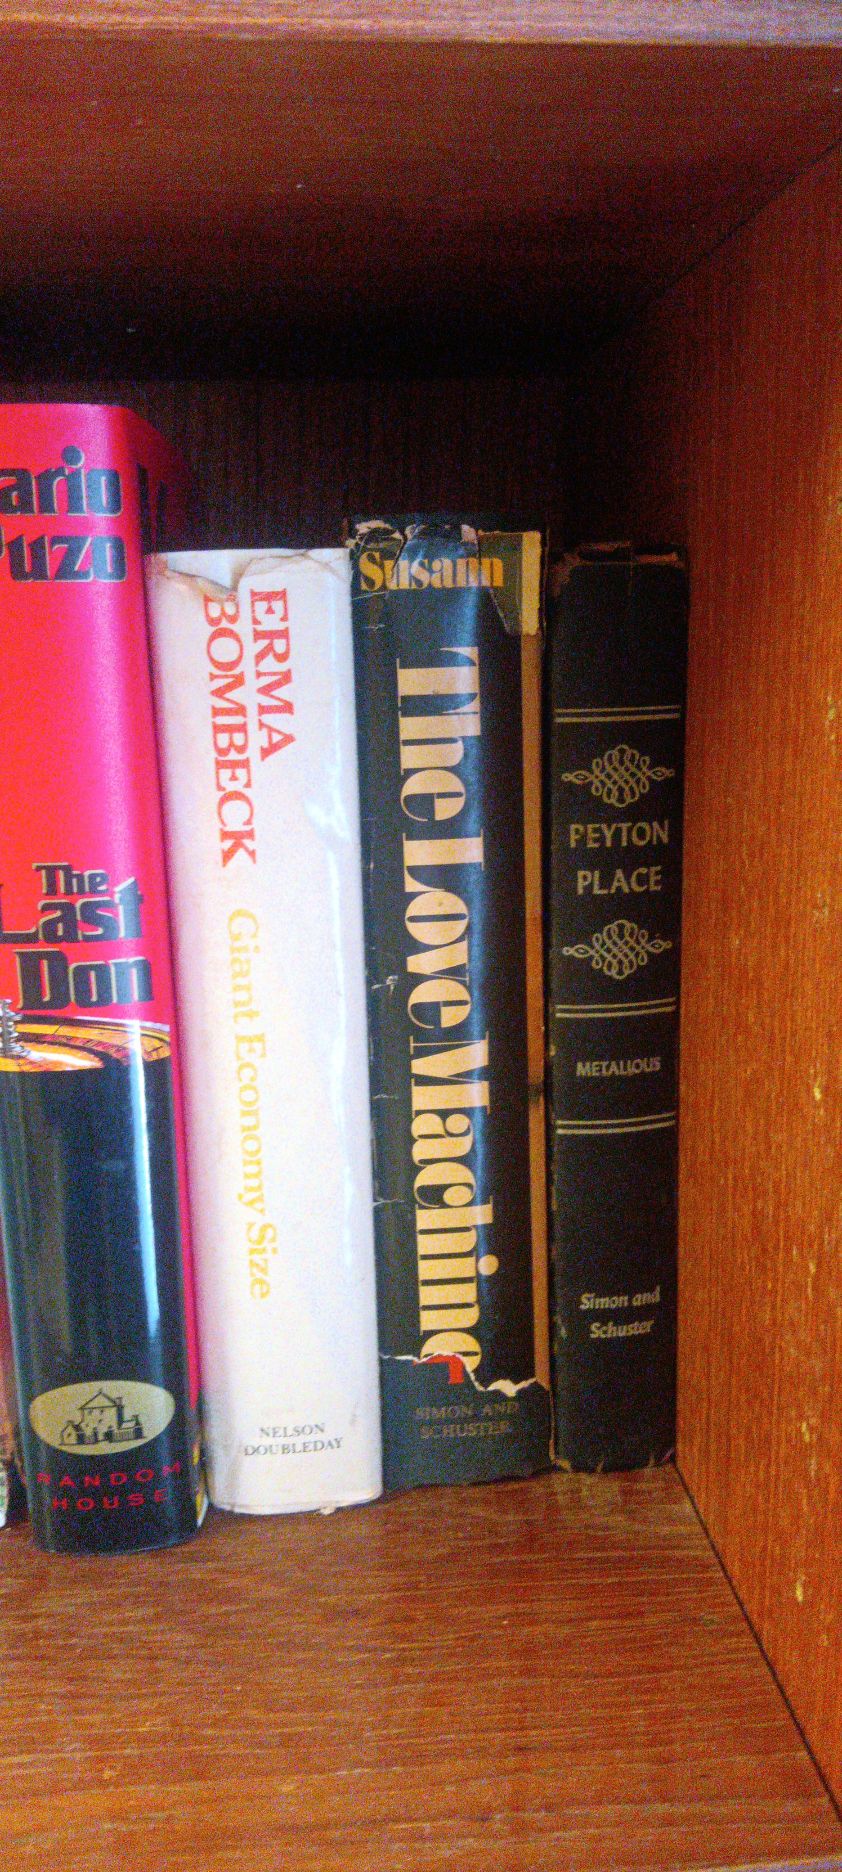 ario
uzo
The
Last
Don
RANDOM
HOUSE
ERMA
BOMBECK
Giant Economy Size
NELSON
DOUBLEDAY
Susann
The Love Machine
SIMON AND
SCHUSTER
PEYTON
PLACE
METALIOUS
Simon and
Schuster